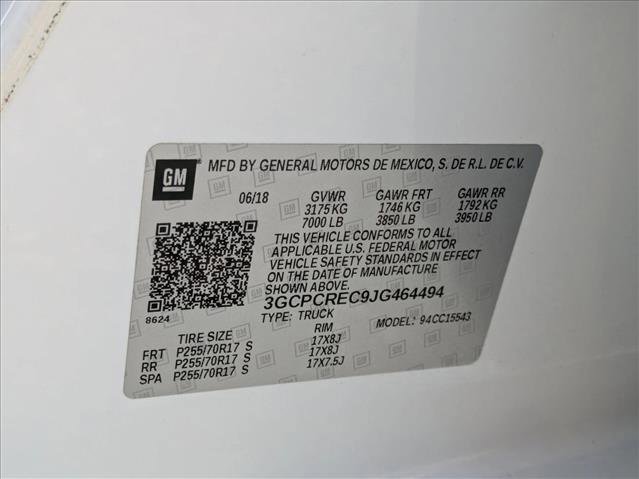 GM
MFD BY GENERAL MOTORS DE MEXICO, S. DE R.L. DE C.V.
06/18 GVWR GAWR FRT GAWR RR
3175 KG 1746 KG 1792 KG
7000 LB 3850 LB 3950 LB
THIS VEHICLE CONFORMS TO ALL
APPLICABLE U.S. FEDERAL MOTOR
VEHICLE SAFETY STANDARDS IN EFFECT
ON THE DATE OF MANUFACTURE
SHOWN ABOVE.
3GCPCREC9JG464494
8624 TYPE: TRUCK MODEL: 94CC15543
TIRE SIZE RIM
FRT P255/70R17 S 17X8J
RR P255/70R17 S 17X8J
SPA P255/70R17 S 17X7.5J